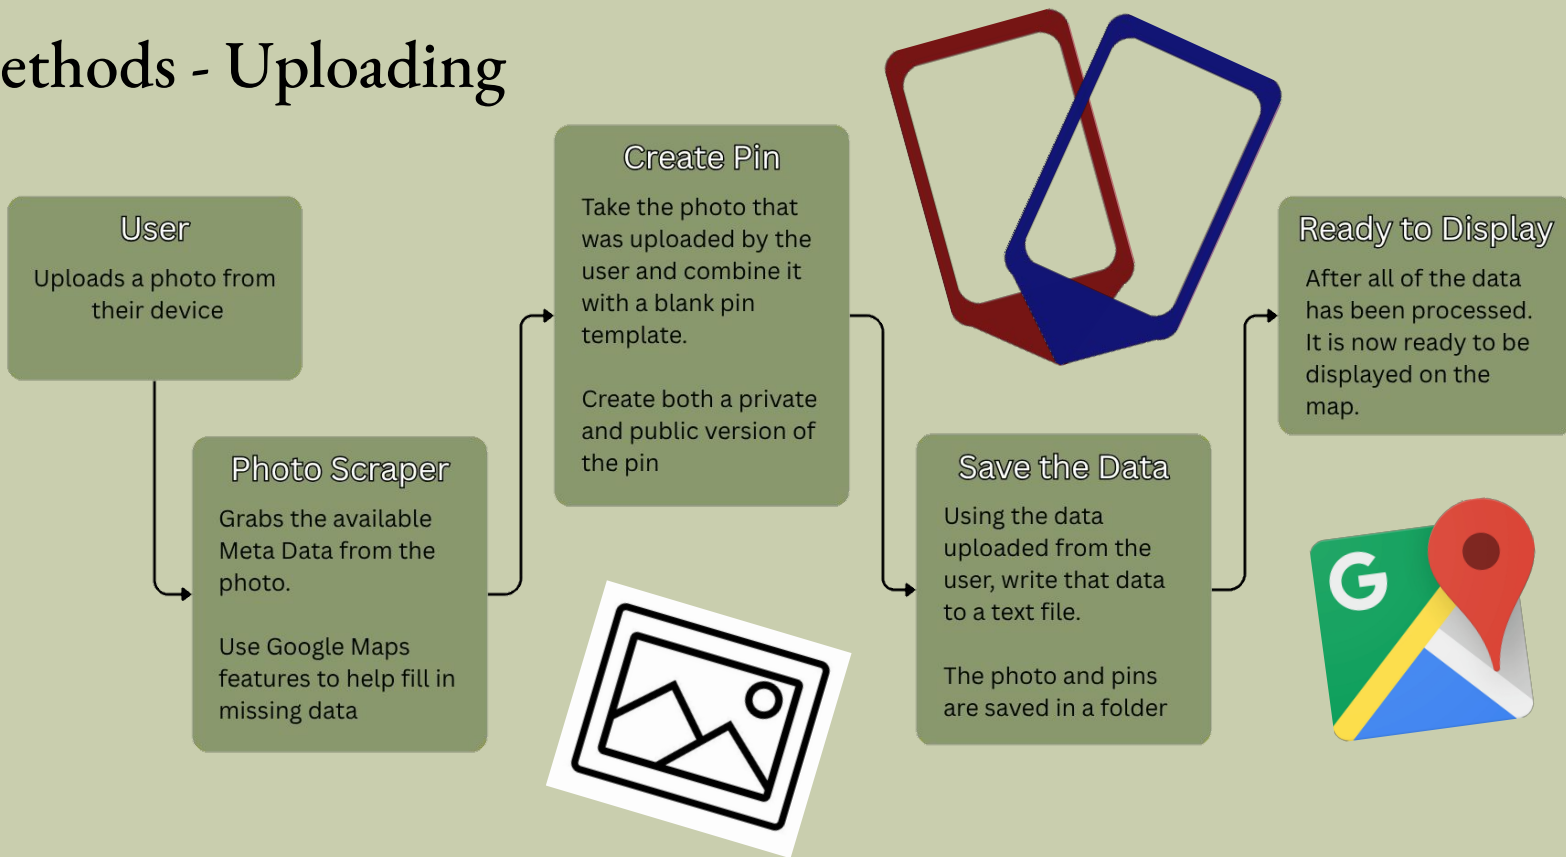 ethods - Uploading
User
Uploads a photo from
their device
Photo Scraper
Grabs the available
Meta Data from the
photo.
Use Google Maps
features to help fill in
missing data
Create Pin
Take the photo that
was uploaded by the
user and combine it
with a blank pin
template.
Create both a private
and public version of
the pin
Save the Data
Using the data
uploaded from the
user, write that data
to a text file.
The photo and pins
are saved in a folder
Ready to Display
After all of the data
has been processed.
It is now ready to be
displayed on the
map.
G